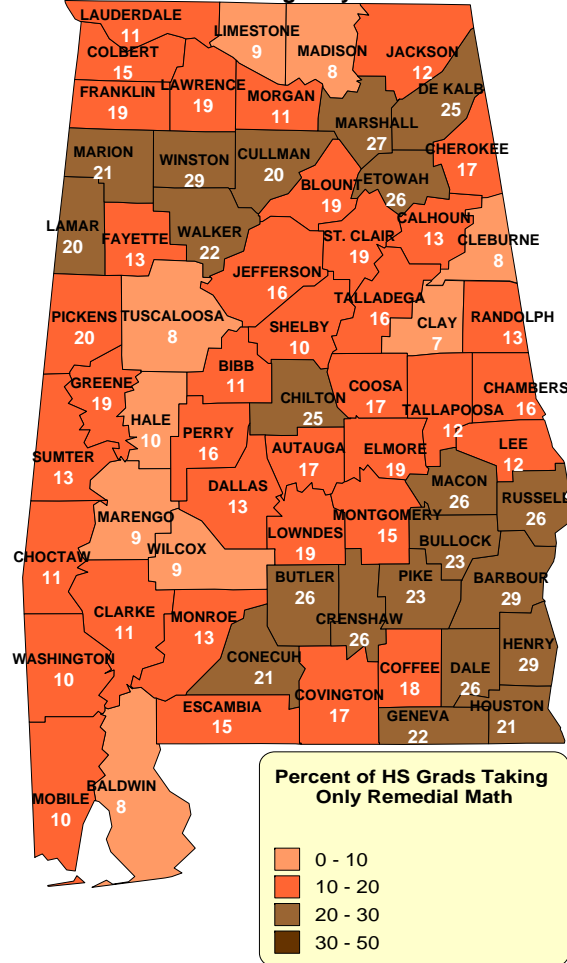 LAUDERDALE
11
LIMESTONE
9
MADISON
8
JACKSON
12
COLBERT
15
DE KALB
25
FRANKLIN
19
LAWRENCE
19
MORGAN
11
MARSHALL
27
CHEROKEE
17
MARION
21
WINSTON
29
CULLMAN
20
BLOUNT
19
ETOWAH
26
LAMAR
20
FAYETTE
13
WALKER
22
ST. CLAIR
19
CALHOUN
13
CLEBURNE
8
JEFFERSON
16
PICKENS
20
TUSCALOOSA
8
SHELBY
10
TALLADEGA
16
CLAY
7
RANDOLPH
13
GREENE
19
HALE
10
BIBB
11
CHILTON
25
COOSA
17
TALLAPOOSA
12
CHAMBERS
16
SUMTER
13
PERRY
16
AUTAUGA
17
ELMORE
19
LEE
12
DALLAS
13
MACON
26
RUSSELL
26
MARENGO
9
LOWNDES
19
MONTGOMERY
15
BULLOCK
23
CHOCTAW
11
WILCOX
9
BUTLER
26
CRENSHAW
26
PIKE
23
BARBOUR
29
CLARKE
11
MONROE
13
CONECUH
21
COFFEE
18
DALE
26
HENRY
29
WASHINGTON
10
ESCAMBIA
15
COVINGTON
17
GENEVA
22
HOUSTON
21
MOBILE
10
BALDWIN
8
Percent of HS Grads Taking
Only Remedial Math
0 - 10
10 - 20
20 - 30
30 - 50